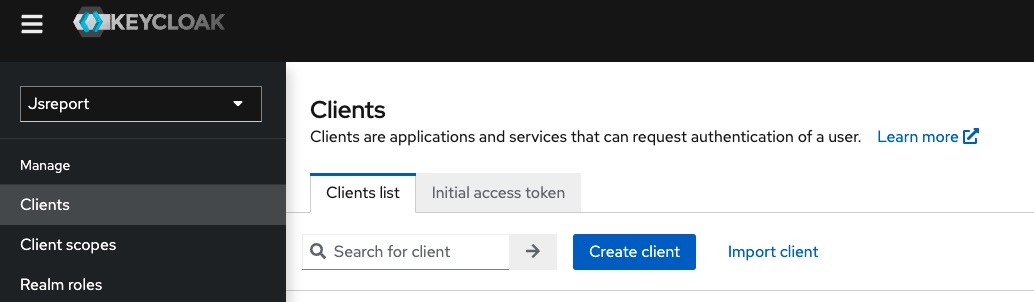 KEYCLOAK
Jsreport
Manage
Clients
Client scopes
Realm roles
Clients
Clients are applications and services that can request authentication of a user. Learn more
Clients list Initial access token
Search for client Create client Import client